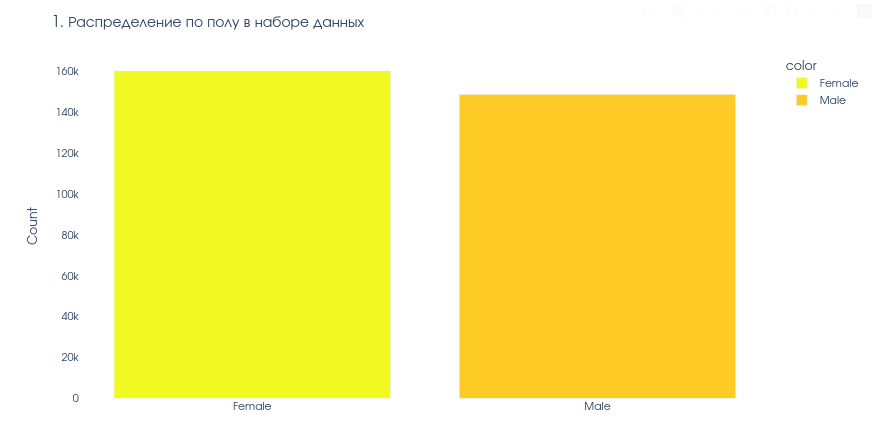 1. Распределение по полу в наборе данных
color
Female
Male
Count
160k
140k
120k
100k
80k
60k
40k
20k
0
Female
Male